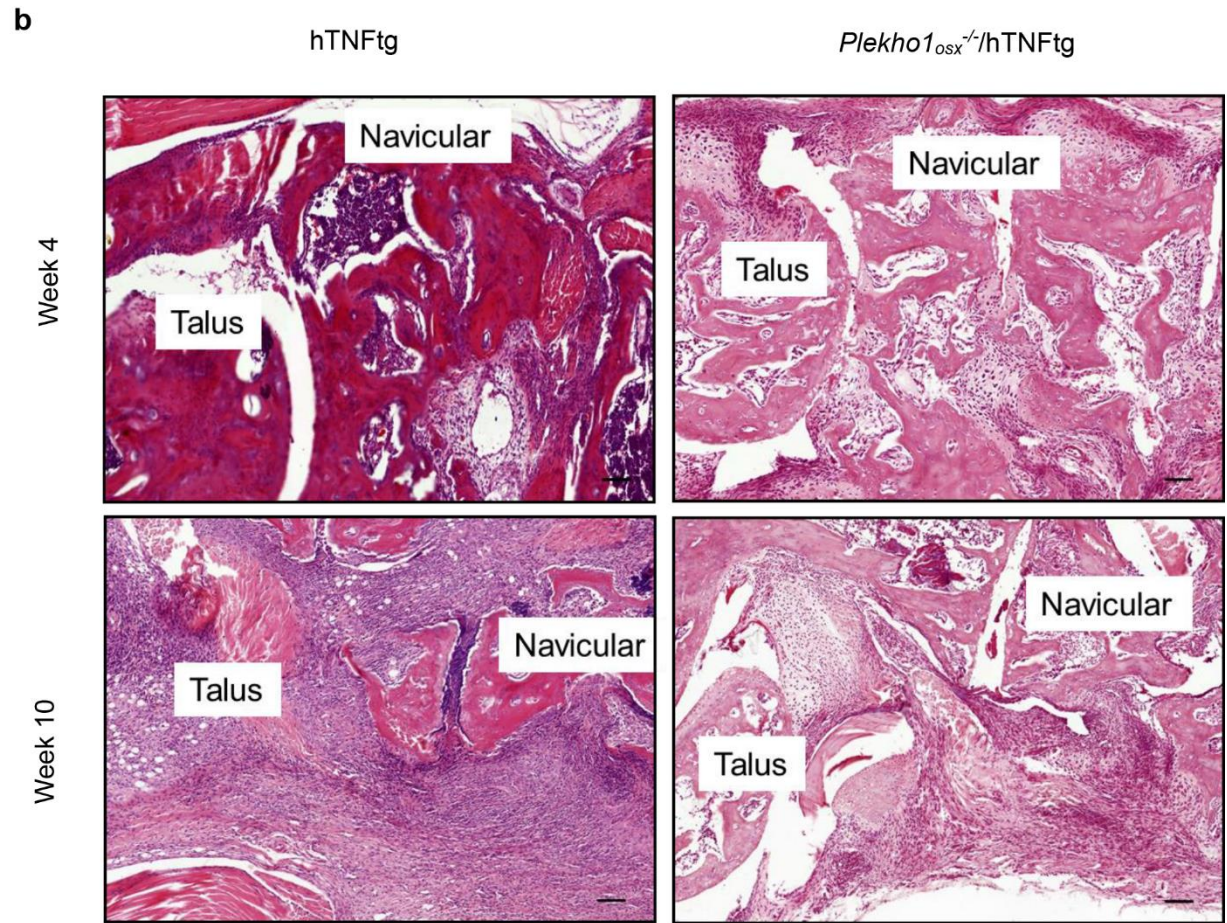 b
hTNFtg
Plekho1osx-/-/hTNFtg
Week 4
Navicular
Talus
Navicular
Talus
Week 10
Navicular
Talus
Navicular
Talus